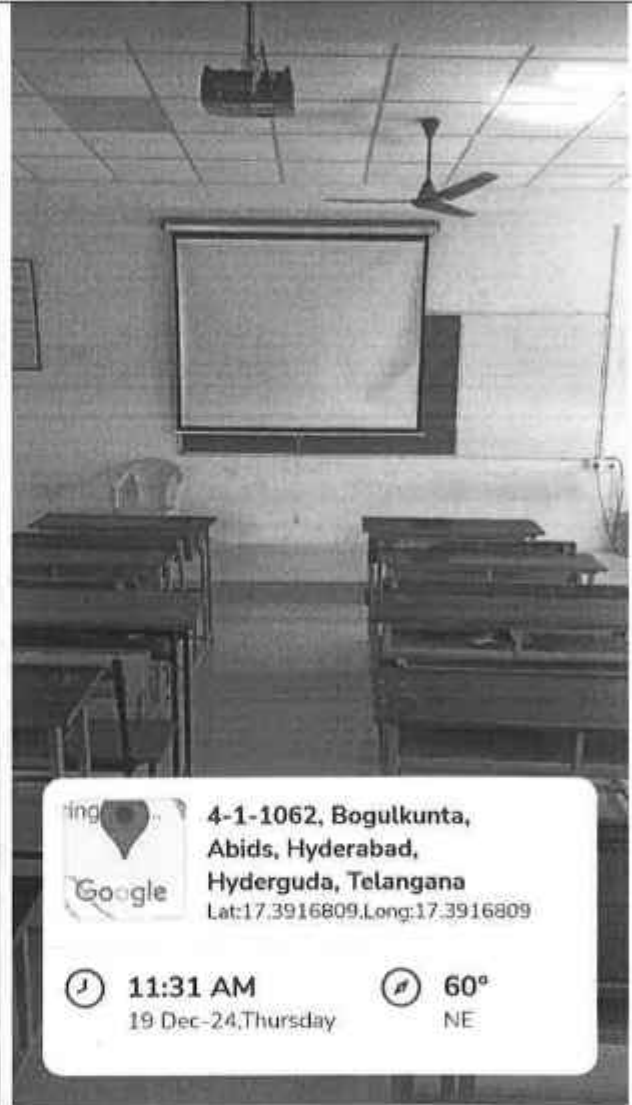 ing
Google
4-1-1062, Bogulkunta,
Abids, Hyderabad,
Hyderguda, Telangana
Lat:17.3916809,Long:17.3916809
11:31 AM
19 Dec-24,Thursday
60°
NE